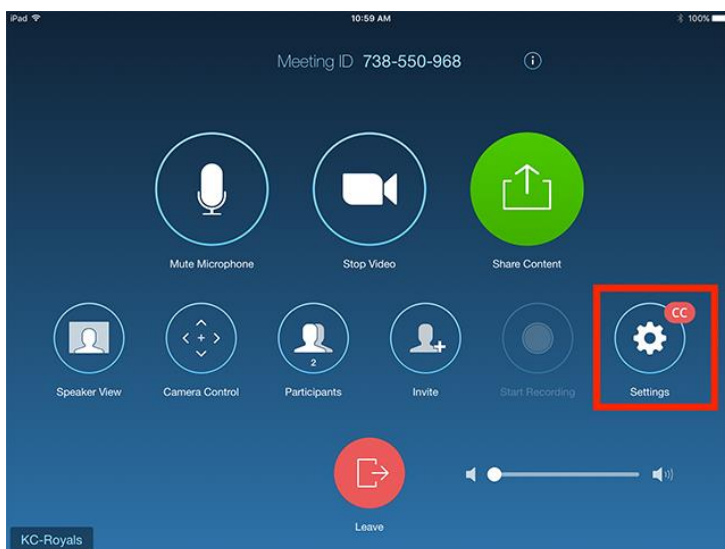 iPad 10:59 AM 100%
Meeting ID 738-550-968
Mute Microphone Stop Video Share Content
CC
2
Speaker View Camera Control Participants Invite Start Recording Settings
Leave
KC-Royals